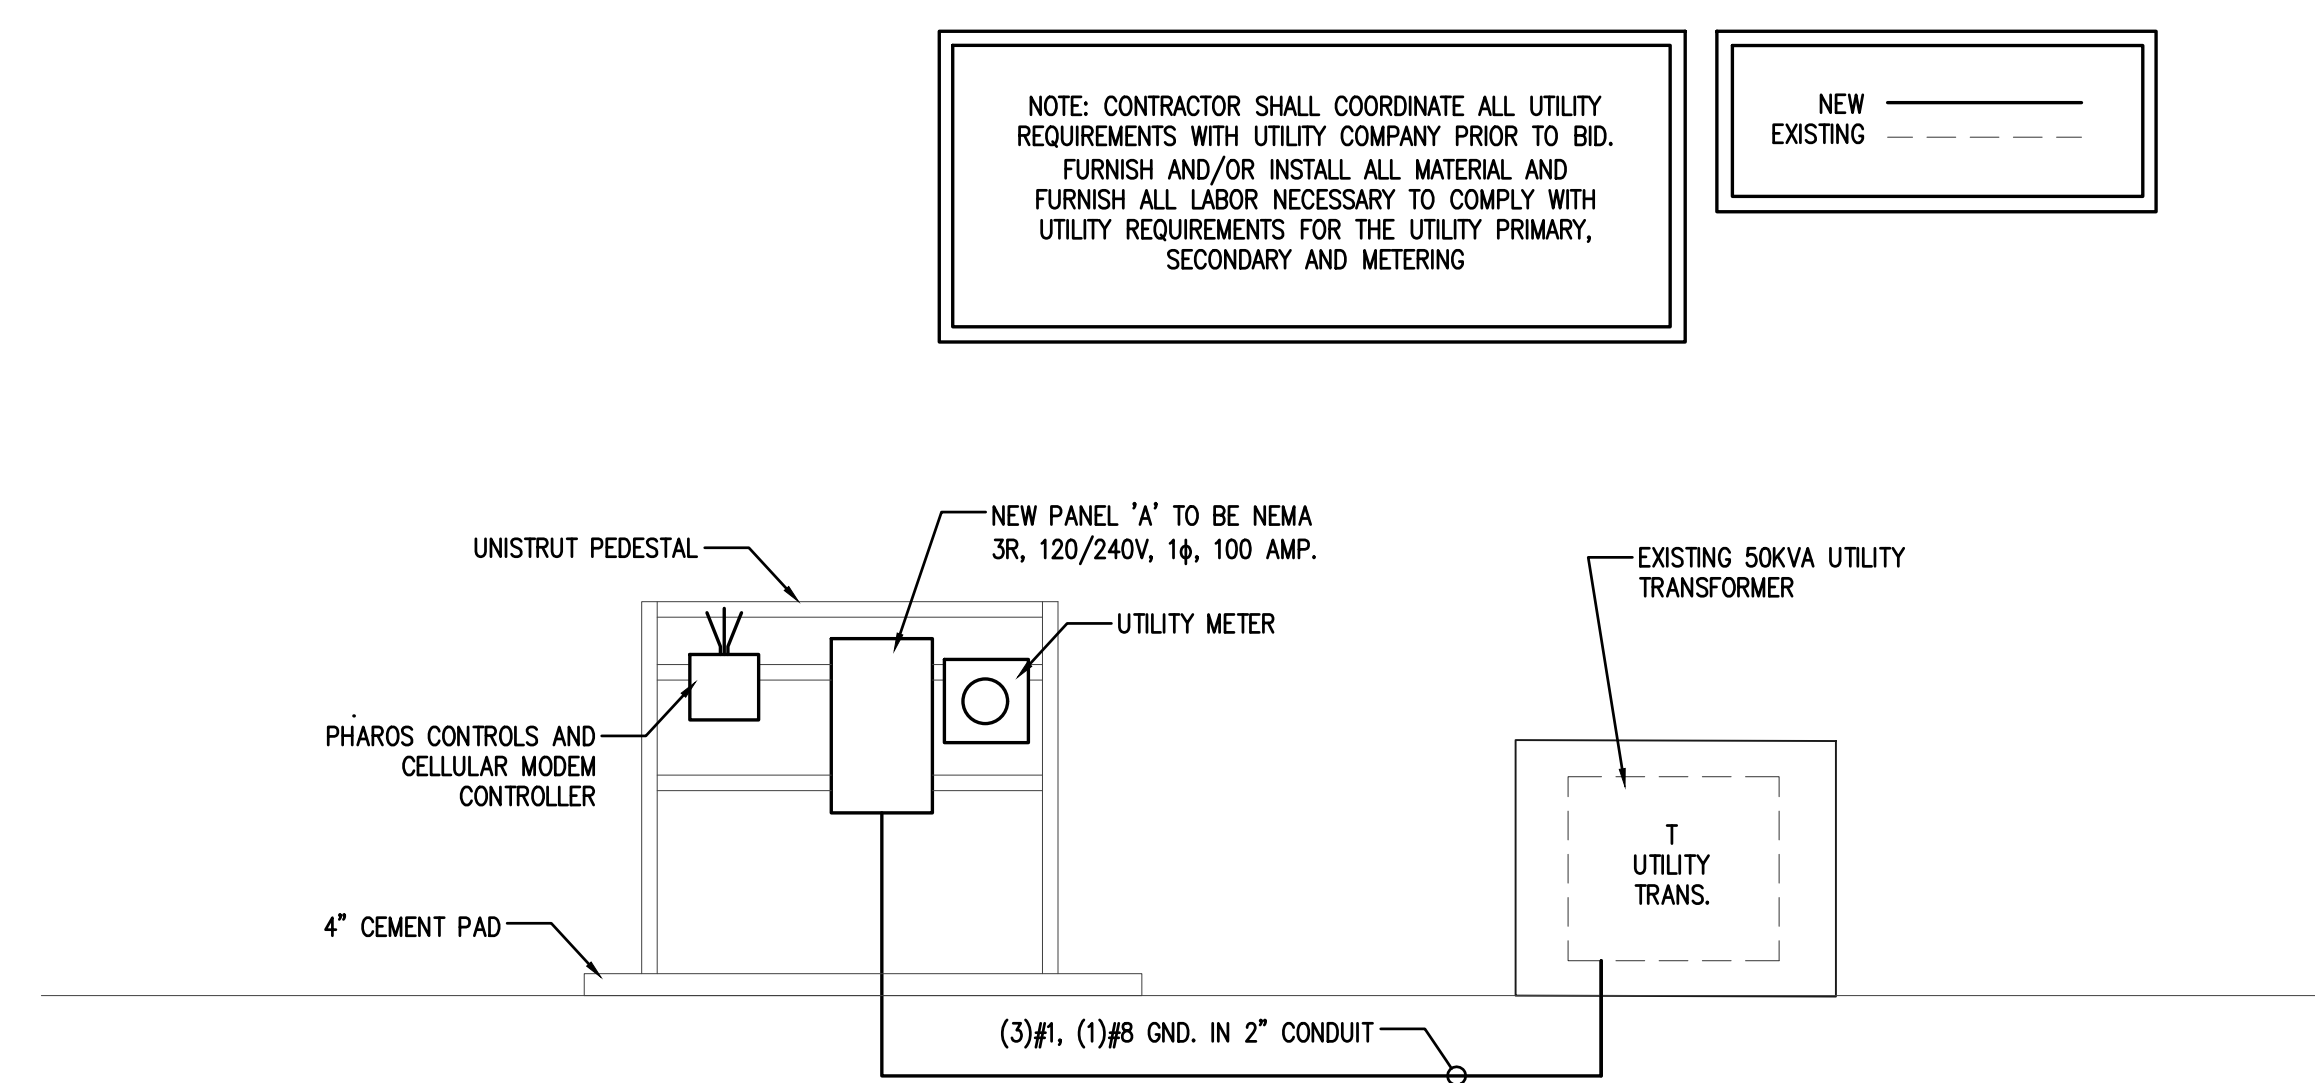 NOTE: CONTRACTOR SHALL COORDINATE ALL UTILITY
REQUIREMENTS WITH UTILITY COMPANY PRIOR TO BID.
FURNISH AND/OR INSTALL ALL MATERIAL AND
FURNISH ALL LABOR NECESSARY TO COMPLY WITH
UTILITY REQUIREMENTS FOR THE UTILITY PRIMARY,
SECONDARY AND METERING
NEW
EXISTING
UNISTRUT PEDESTAL
NEW PANEL 'A' TO BE NEMA
3R, 120/240V, 1ϕ, 100 AMP.
UTILITY METER
EXISTING 50KVA UTILITY
TRANSFORMER
PHAROS CONTROLS AND
CELLULAR MODEM
CONTROLLER
T
UTILITY
TRANS.
4" CEMENT PAD
(3)#1, (1)#8 GND. IN 2" CONDUIT